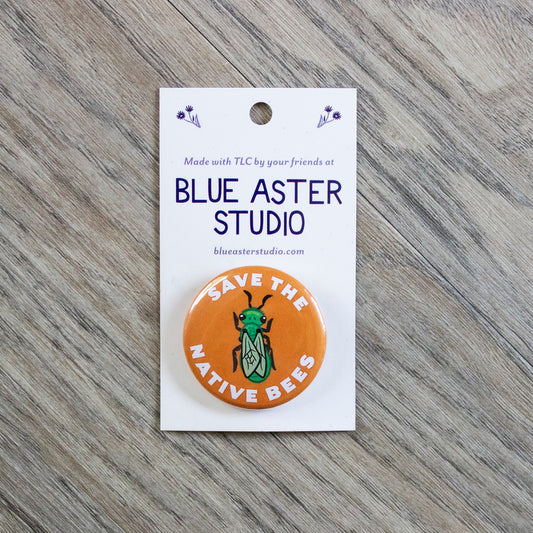 Made with TLC by your friends at
BLUE ASTER
STUDIO
blueasterstudio.com
SAVE THE
NATIVE BEES